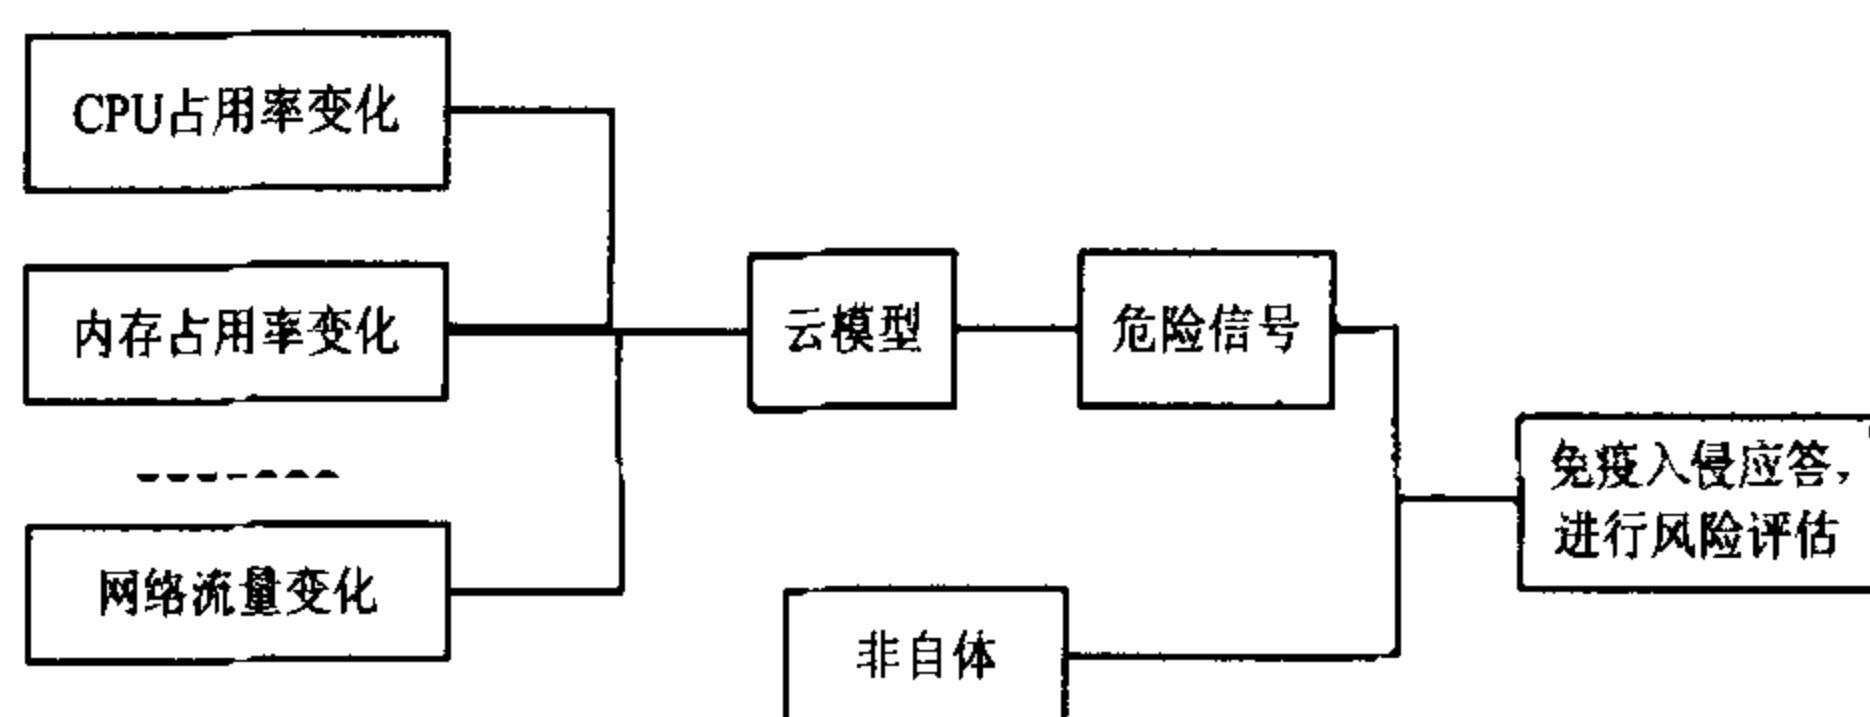 CPU占用率变化
内存占用率变化
云模型
危险信号
免疫入侵应答，
进行风险评估
网络流量变化
非自体